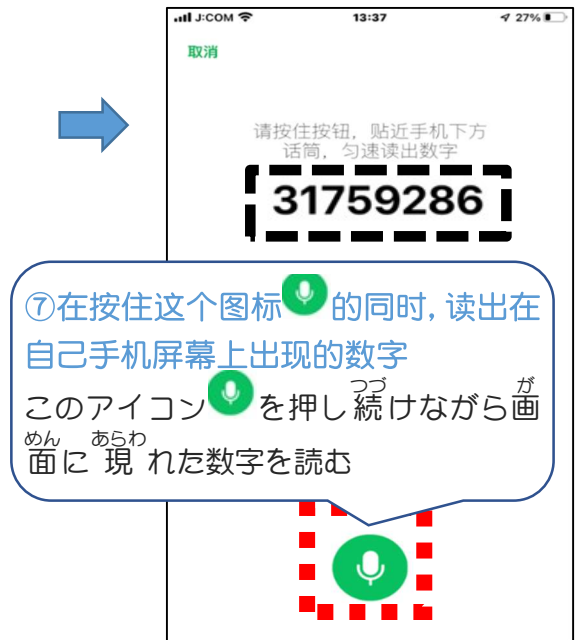 J:COM 13:37 27%
取消
请按住按钮，贴近手机下方
话筒，匀速读出数字
31759286
⑦在按住这个图标 的同时，读出在
自己手机屏幕上出现的数字
つづ が
このアイコン を押し続けながら画
めん あらわ
面に現れた数字を読む